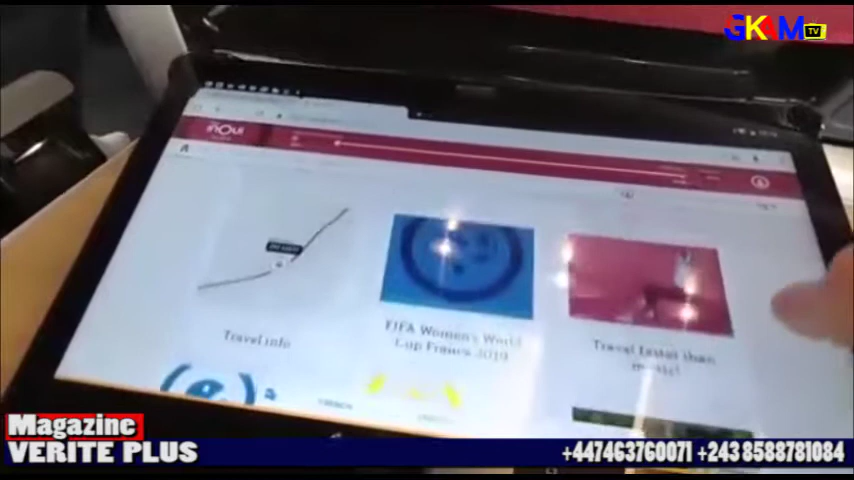 GKM TV
inOui
Travel info
FIFA Women's World
Cup France 2019
Travel faster than
music!
Magazine
VERITE PLUS
+447463760071 +243 8588781084